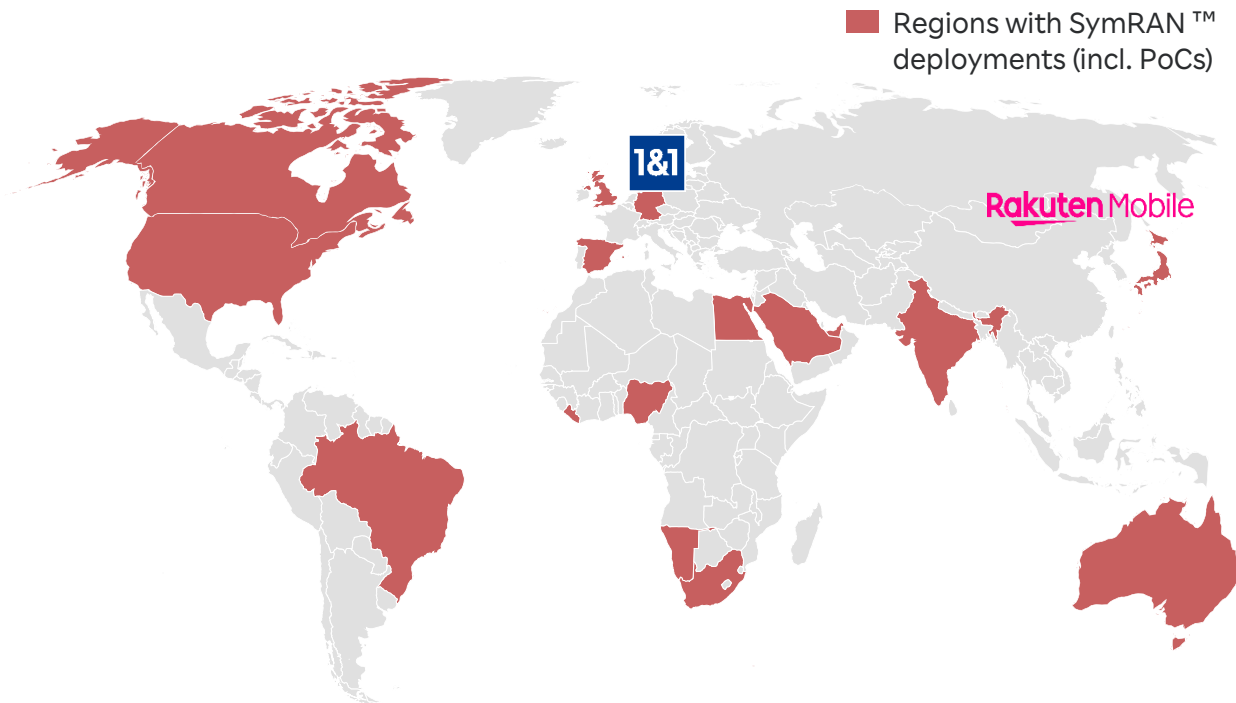 Regions with SymRAN ™
deployments (incl. PoCs)
1&1
Rakuten Mobile